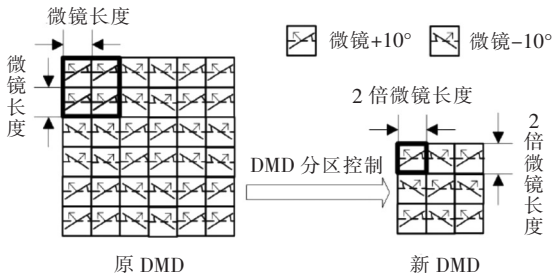 微镜长度
微镜长度
微镜+10°
微镜-10°
2 倍微镜长度
2倍微镜长度
DMD 分区控制
原 DMD
新 DMD